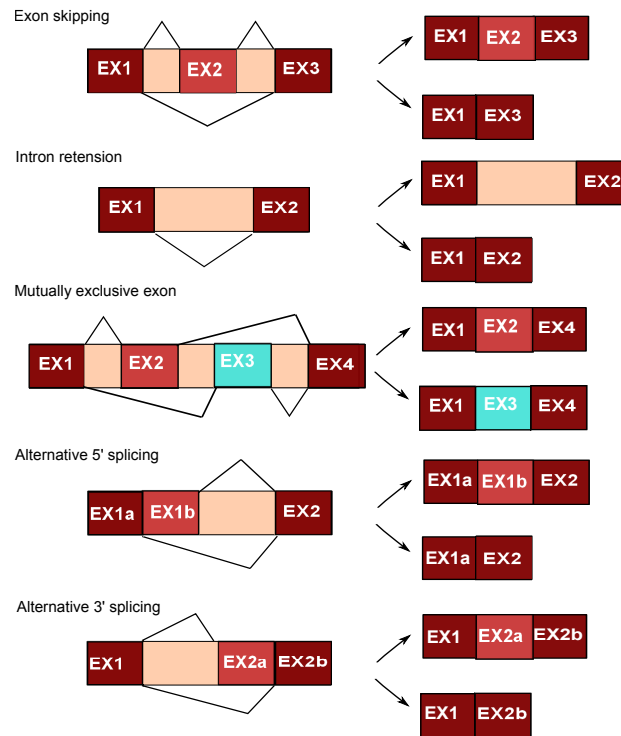 Exon skipping
EX1 EX2 EX3
EX1 EX2 EX3
EX1 EX3
Intron retension
EX1 EX2
EX1 EX2
EX1 EX2
Mutually exclusive exon
EX1 EX2 EX3 EX4
EX1 EX2 EX4
EX1 EX3 EX4
Alternative 5' splicing
EX1a EX1b EX2
EX1a EX1b EX2
EX1a EX2
Alternative 3' splicing
EX1 EX2a EX2b
EX1 EX2a EX2b
EX1 EX2b